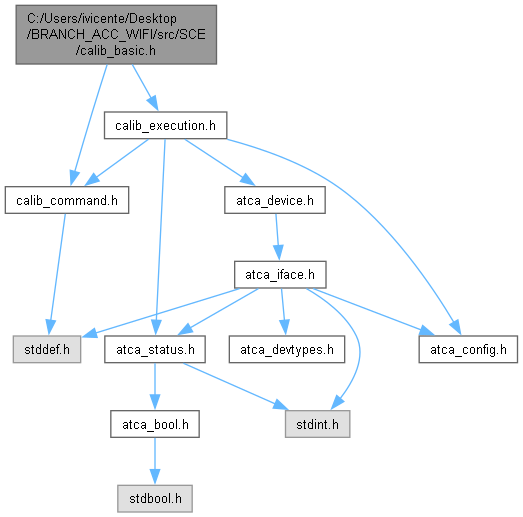 C:/Users/ivicente/Desktop
/BRANCH_ACC_WIFI/src/SCE
/calib_basic.h
calib_execution.h
calib_command.h
atca_device.h
atca_iface.h
stddef.h
atca_status.h
atca_devtypes.h
atca_config.h
atca_bool.h
stdint.h
stdbool.h